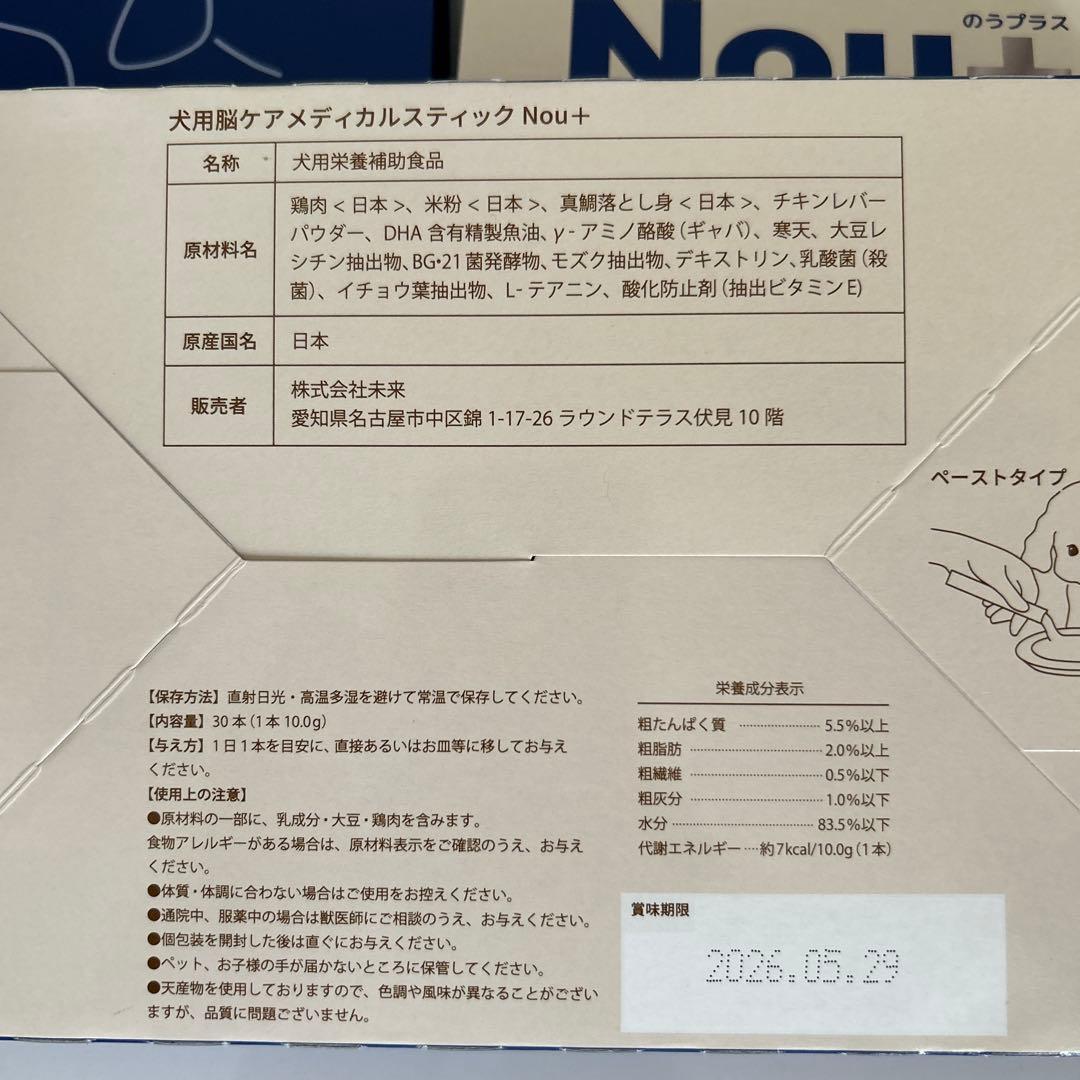 のうプラス
Nou+
犬用脳ケアメディカルスティック Nou+
名称 犬用栄養補助食品
原材料名
鶏肉<日本>、米粉<日本>、真鯛落とし身<日本>、チキンレバー
パウダー、DHA含有精製魚油、γ-アミノ酪酸(ギャバ)、寒天、大豆レ
シチン抽出物、BG・21菌発酵物、モズク抽出物、デキストリン、乳酸菌(殺
菌)、イチョウ葉抽出物、L-テアニン、酸化防止剤(抽出ビタミンE)
原産国名 日本
販売者
株式会社未来
愛知県名古屋市中区錦1-17-26 ラウンドテラス伏見10階
ペーストタイプ
【保存方法】直射日光・高温多湿を避けて常温で保存してください。
【内容量】30本(1本10.0g)
【与え方】1日1本を目安に、直接あるいはお皿等に移してお与え
ください。
【使用上の注意】
●原材料の一部に、乳成分・大豆・鶏肉を含みます。
食物アレルギーがある場合は、原材料表示をご確認のうえ、お与え
ください。
●体質・体調に合わない場合はご使用をお控えください。
●通院中、服薬中の場合は獣医師にご相談のうえ、お与えください。
●個包装を開封した後は直ぐにお与えください。
●ペット、お子様の手が届かないところに保管してください。
●天産物を使用しておりますので、色調や風味が異なることがござい
ますが、品質に問題ございません。
栄養成分表示
粗たんぱく質 ………………… 5.5%以上
粗脂肪 ………………… 2.0%以上
粗繊維 ………………… 0.5%以下
粗灰分 ………………… 1.0%以下
水分 ………………… 83.5%以下
代謝エネルギー …約7kcal/10.0g(1本)
賞味期限
2026.05.29